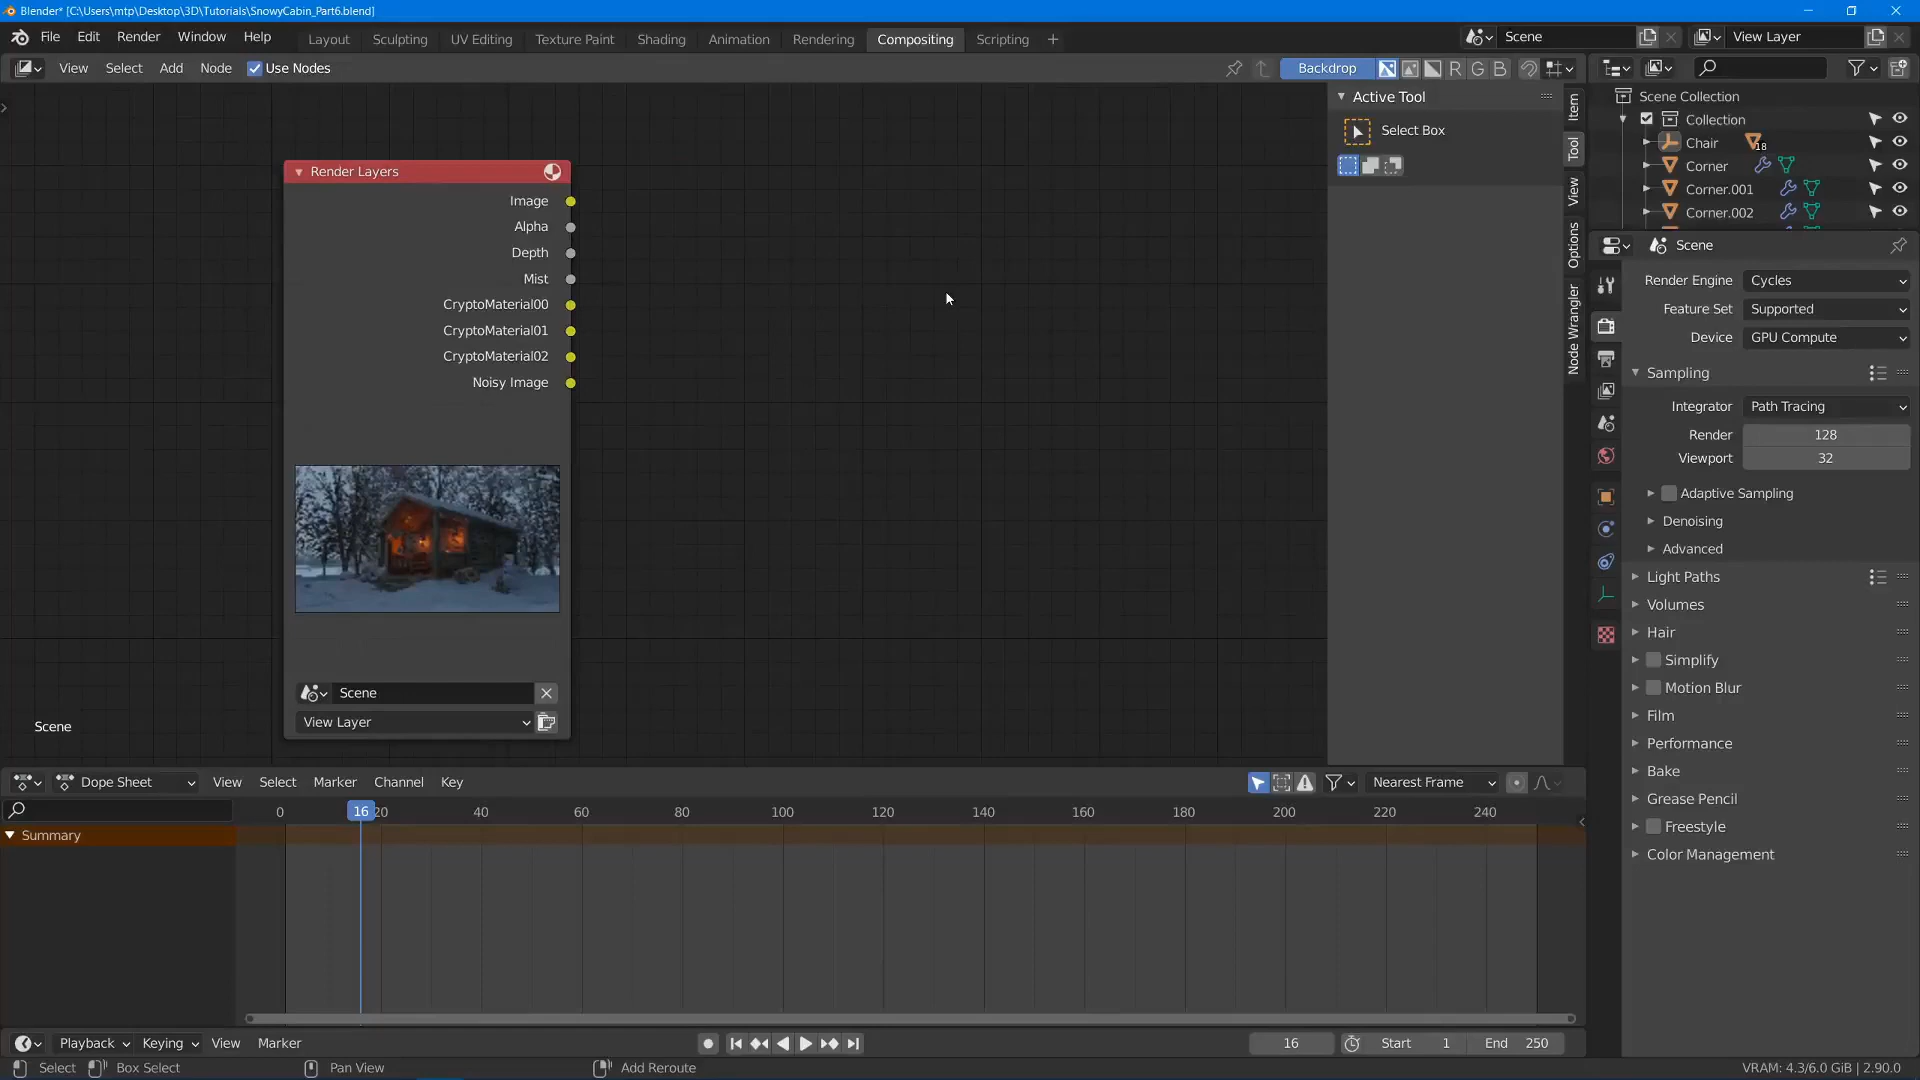 Blender* [C:\Users\mtp\Desktop\3D\Tutorials\SnowyCabin_Part6.blend]
File Edit Render Window Help Layout Sculpting UV Editing Texture Paint Shading Animation Rendering Compositing Scripting + Scene View Layer
View Select Add Node Use Nodes Backdrop R G B
Active Tool
Select Box
Item
Tool
View
Options
Node Wrangler
Render Layers
Image
Alpha
Depth
Mist
CryptoMaterial00
CryptoMaterial01
CryptoMaterial02
Noisy Image
Scene
View Layer
Scene
Scene Collection
Collection
Chair 18
Corner
Corner.001
Corner.002
Scene
Render Engine Cycles
Feature Set Supported
Device GPU Compute
Sampling
Integrator Path Tracing
Render 128
Viewport 32
Adaptive Sampling
Denoising
Advanced
Light Paths
Volumes
Hair
Simplify
Motion Blur
Film
Performance
Bake
Grease Pencil
Freestyle
Color Management
Dope Sheet View Select Marker Channel Key Nearest Frame
0 16 20 40 60 80 100 120 140 160 180 200 220 240
Summary
Playback Keying View Marker 16 Start 1 End 250
Select Box Select Pan View Add Reroute VRAM: 4.3/6.0 GiB | 2.90.0